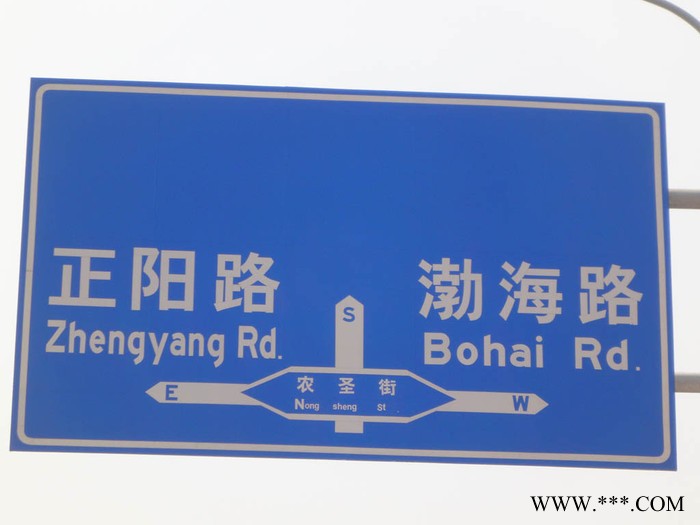 正阳路
Zhengyang Rd.
渤海路
Bohai Rd.
S
E
农圣街
Nong sheng St
W
WWW.***.COM